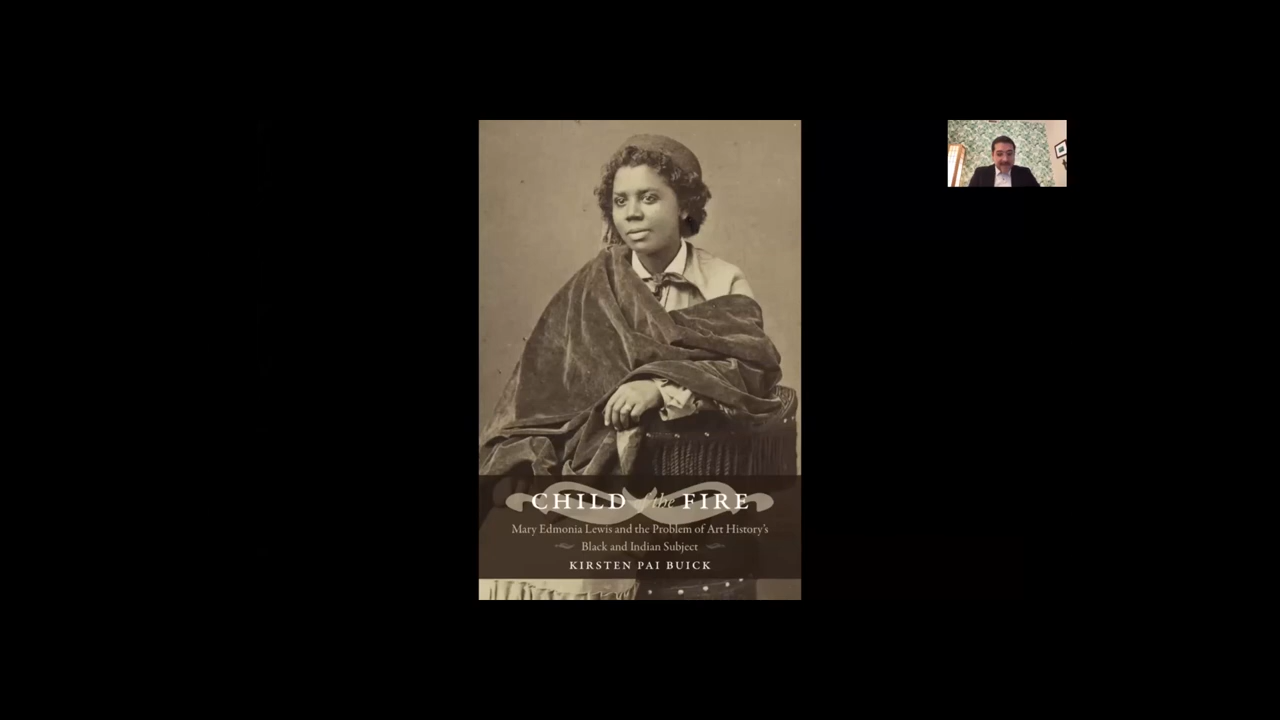 CHILD of the FIRE
Mary Edmonia Lewis and the Problem of Art History's
Black and Indian Subject
KIRSTEN PAI BUICK